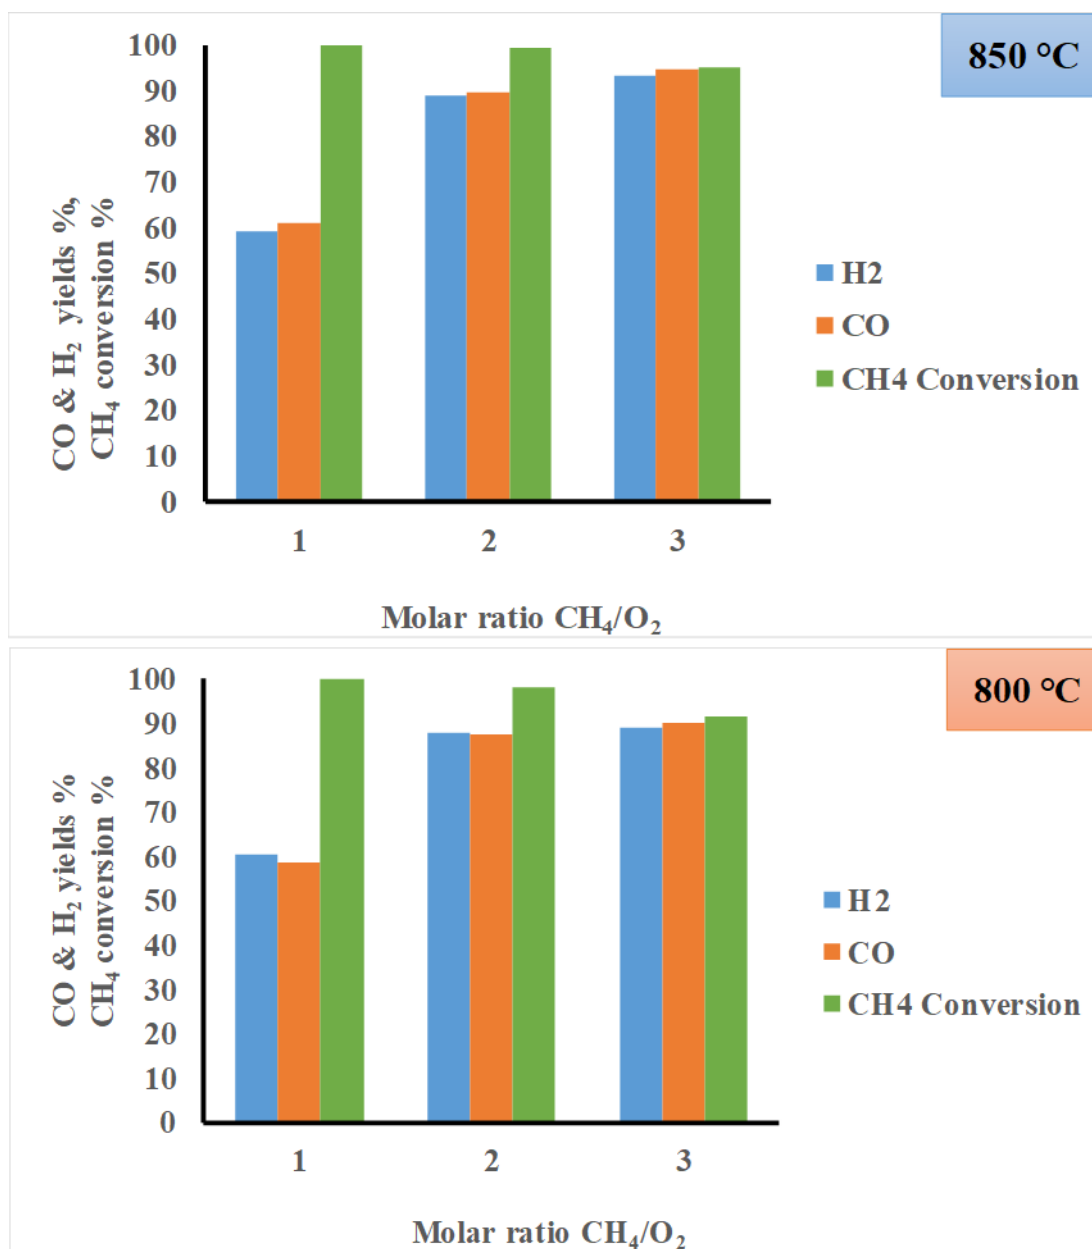 850 °C
100
90
80
70
60
50
40
30
20
10
0
CO & H₂ yields %,
CH₄ conversion %
1 2 3
Molar ratio CH₄/O₂
H2
CO
CH4 Conversion
800 °C
100
90
80
70
60
50
40
30
20
10
0
CO & H₂ yields %
CH₄ conversion %
1 2 3
Molar ratio CH₄/O₂
H2
CO
CH4 Conversion